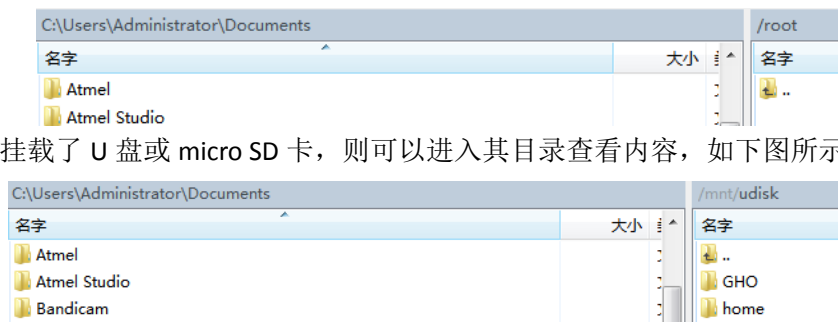 C:\Users\Administrator\Documents /root
名字 大小 名字
Atmel ..
Atmel Studio
挂载了 U 盘或 micro SD 卡，则可以进入其目录查看内容，如下图所示
C:\Users\Administrator\Documents /mnt/udisk
名字 大小 名字
Atmel ..
Atmel Studio GHO
Bandicam home